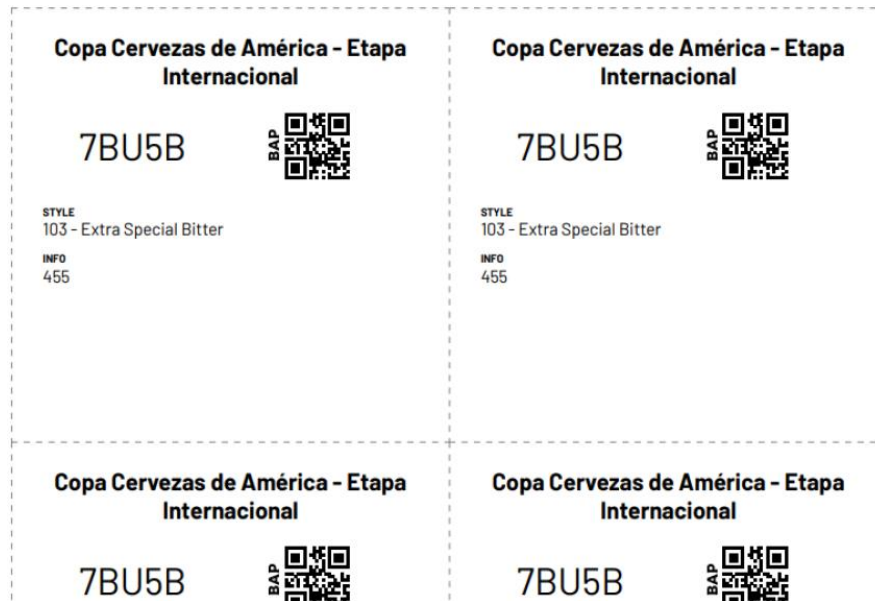 Copa Cervezas de América - Etapa
Internacional
7BU5B
BAP
STYLE
103 - Extra Special Bitter
INFO
455
Copa Cervezas de América - Etapa
Internacional
7BU5B
BAP
STYLE
103 - Extra Special Bitter
INFO
455
Copa Cervezas de América - Etapa
Internacional
7BU5B
BAP
Copa Cervezas de América - Etapa
Internacional
7BU5B
BAP